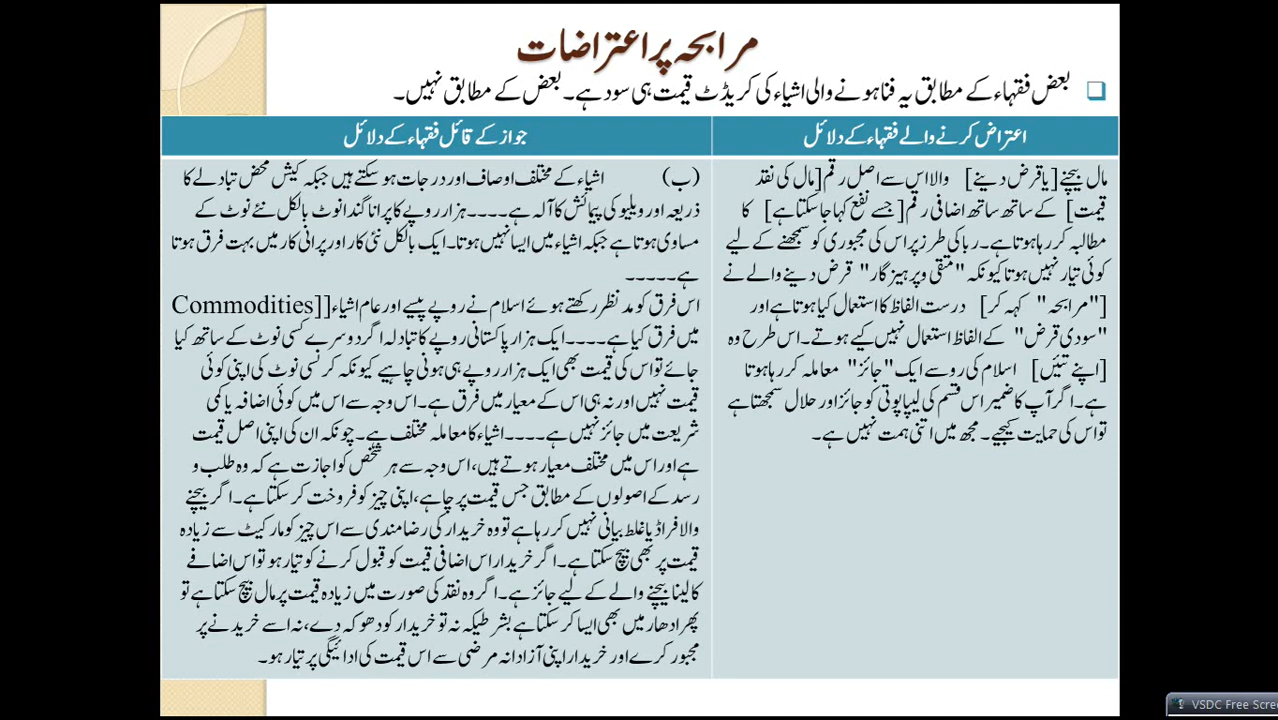 مرابحہ پر اعتراضات
بعض فقہاء کے مطابق یہ فنا ہونے والی اشیاء کی کریڈٹ قیمت ہی سود ہے۔ بعض کے مطابق نہیں۔
اعتراض کرنے والے فقہاء کے دلائل
مال بیچنے [یا قرض دینے] والا اس سے اصل رقم [مال کی نقد
قیمت] کے ساتھ ساتھ اضافی رقم [جسے نفع کہا جا سکتا ہے] کا
مطالبہ کر رہا ہوتا ہے۔ ربا کی طرز پر اس کی مجبوری کو سمجھنے کے لیے
کوئی تیار نہیں ہوتا کیونکہ "متقی و پرہیز گار" قرض دینے والے نے
["مرابحہ" کہہ کر] درست الفاظ کا استعمال کیا ہوتا ہے اور
"سودی قرض" کے الفاظ استعمال نہیں کیے ہوتے۔ اس طرح وہ
[اپنے تئیں] اسلام کی رو سے ایک "جائز" معاملہ کر رہا ہوتا
ہے۔ اگر آپ کا ضمیر اس قسم کی لیپا پوتی کو جائز اور حلال سمجھتا ہے
تو اس کی حمایت کیجیے۔ مجھ میں اتنی ہمت نہیں ہے۔
جواز کے قائل فقہاء کے دلائل
(ب) اشیاء کے مختلف اوصاف اور درجات ہو سکتے ہیں جبکہ کیش محض تبادلے کا
ذریعہ اور ویلیو کی پیمائش کا آلہ ہے۔۔۔۔ ہزار روپے کا پرانا گندا نوٹ بالکل نئے نوٹ کے
مساوی ہوتا ہے جبکہ اشیاء میں ایسا نہیں ہوتا۔ ایک بالکل نئی کار اور پرانی کار میں بہت فرق ہوتا
ہے۔۔۔۔۔
اس فرق کو مد نظر رکھتے ہوئے اسلام نے روپے پیسے اور عام اشیاء [[Commodities
میں فرق کیا ہے۔۔۔۔ ایک ہزار پاکستانی روپے کا تبادلہ اگر دوسرے کسی نوٹ کے ساتھ کیا
جائے تو اس کی قیمت بھی ایک ہزار روپے ہی ہونی چاہیے کیونکہ کرنسی نوٹ کی اپنی کوئی
قیمت نہیں اور نہ ہی اس کے معیار میں فرق ہے۔ اس وجہ سے اس میں کوئی اضافہ یا کمی
شریعت میں جائز نہیں ہے۔۔۔۔ اشیاء کا معاملہ مختلف ہے۔ چونکہ ان کی اپنی اصل قیمت
ہے اور اس میں مختلف معیار ہوتے ہیں، اس وجہ سے ہر شخص کو اجازت ہے کہ وہ طلب و
رسد کے اصولوں کے مطابق جس قیمت پر چاہے، اپنی چیز کو فروخت کر سکتا ہے۔ اگر بیچنے
والا فراڈ یا غلط بیانی نہیں کر رہا ہے تو وہ خریدار کی رضا مندی سے اس چیز کو مارکیٹ سے زیادہ
قیمت پر بھی بیچ سکتا ہے۔ اگر خریدار اس اضافی قیمت کو قبول کرنے کو تیار ہو تو اس اضافے
کا لینا بیچنے والے کے لیے جائز ہے۔ اگر وہ نقد کی صورت میں زیادہ قیمت پر مال بیچ سکتا ہے تو
پھر ادھار میں بھی ایسا کر سکتا ہے بشرطیکہ نہ تو خریدار کو دھوکہ دے، نہ اسے خریدنے پر
مجبور کرے اور خریدار اپنی آزادانہ مرضی سے اس قیمت کی ادائیگی پر تیار ہو۔
VSDC Free Scre